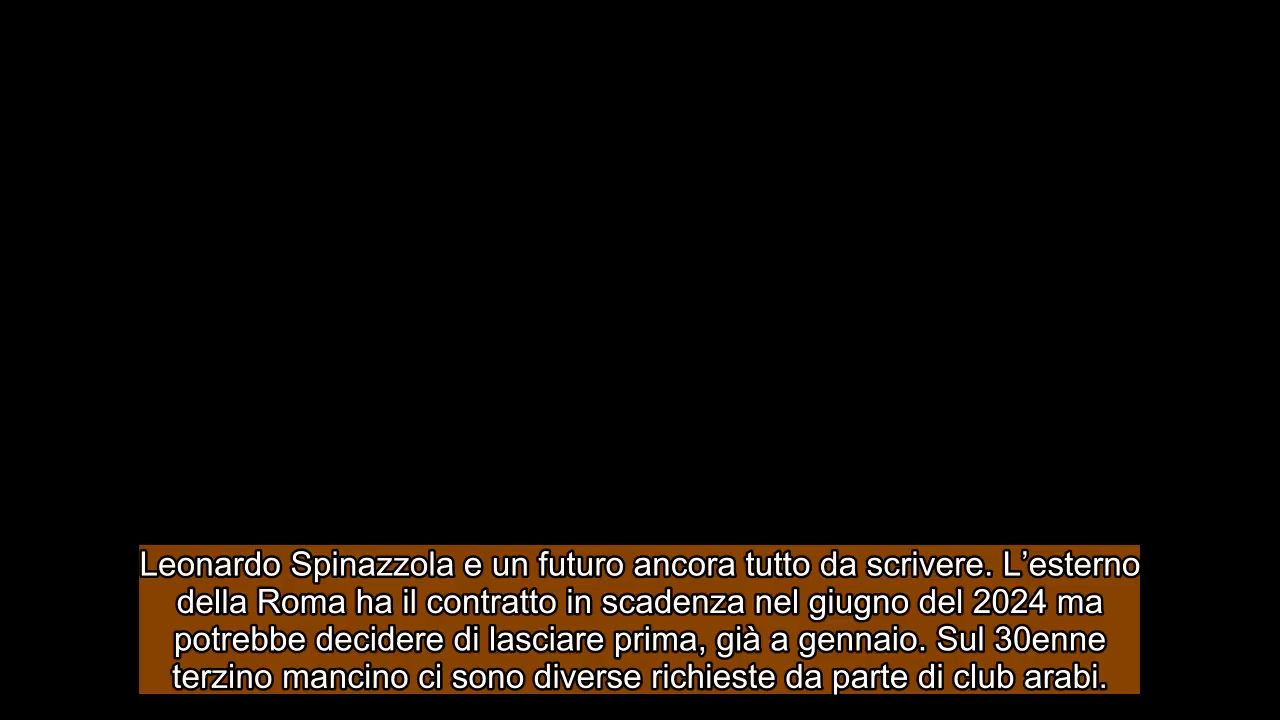 Leonardo Spinazzola e un futuro ancora tutto da scrivere. L’esterno
della Roma ha il contratto in scadenza nel giugno del 2024 ma
potrebbe decidere di lasciare prima, già a gennaio. Sul 30enne
terzino mancino ci sono diverse richieste da parte di club arabi.